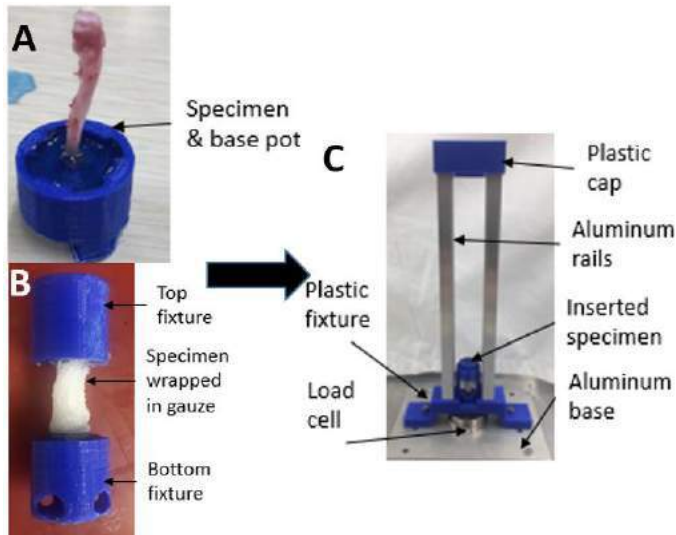 A
Specimen
& base pot
B
Top
fixture
Specimen
wrapped
in gauze
Bottom
fixture
C
Plastic
cap
Aluminum
rails
Plastic
fixture
Inserted
specimen
Load
cell
Aluminum
base